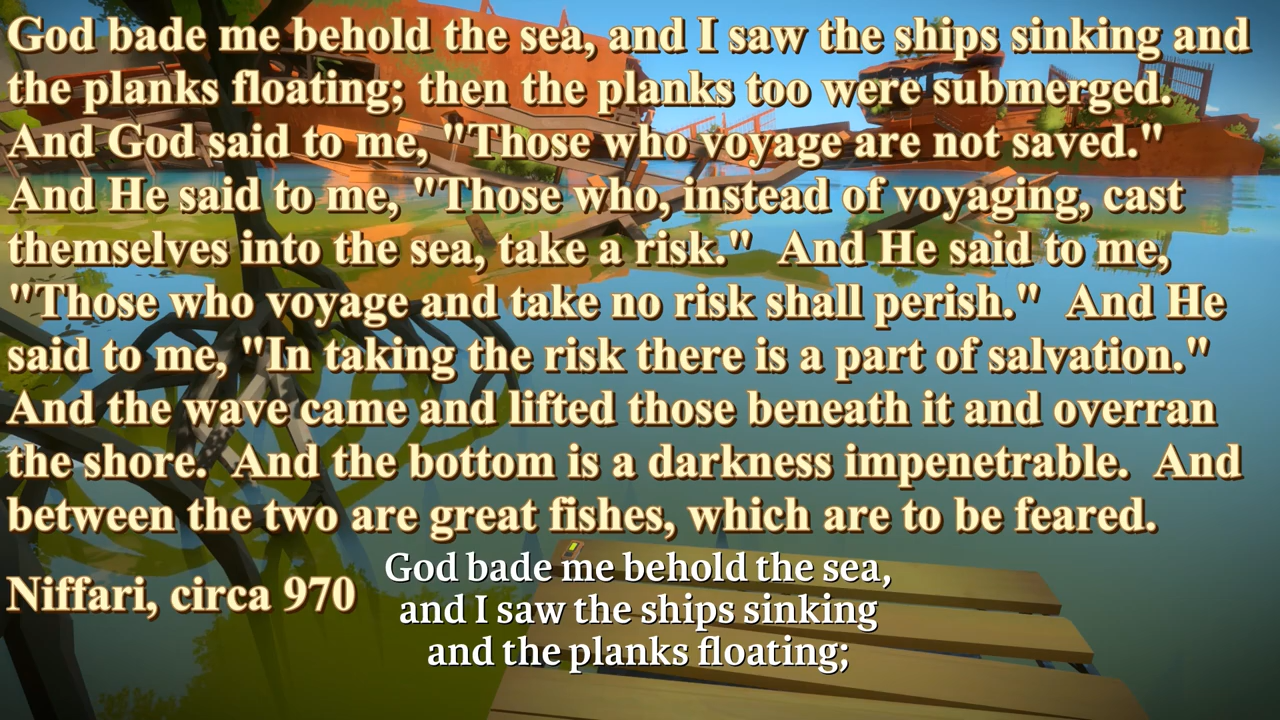 God bade me behold the sea, and I saw the ships sinking and
the planks floating; then the planks too were submerged.
And God said to me, "Those who voyage are not saved."
And He said to me, "Those who, instead of voyaging, cast
themselves into the sea, take a risk."  And He said to me,
"Those who voyage and take no risk shall perish."  And He
said to me, "In taking the risk there is a part of salvation."
And the wave came and lifted those beneath it and overran
the shore.  And the bottom is a darkness impenetrable.  And
between the two are great fishes, which are to be feared.
Niffari, circa 970
God bade me behold the sea,
and I saw the ships sinking
and the planks floating;